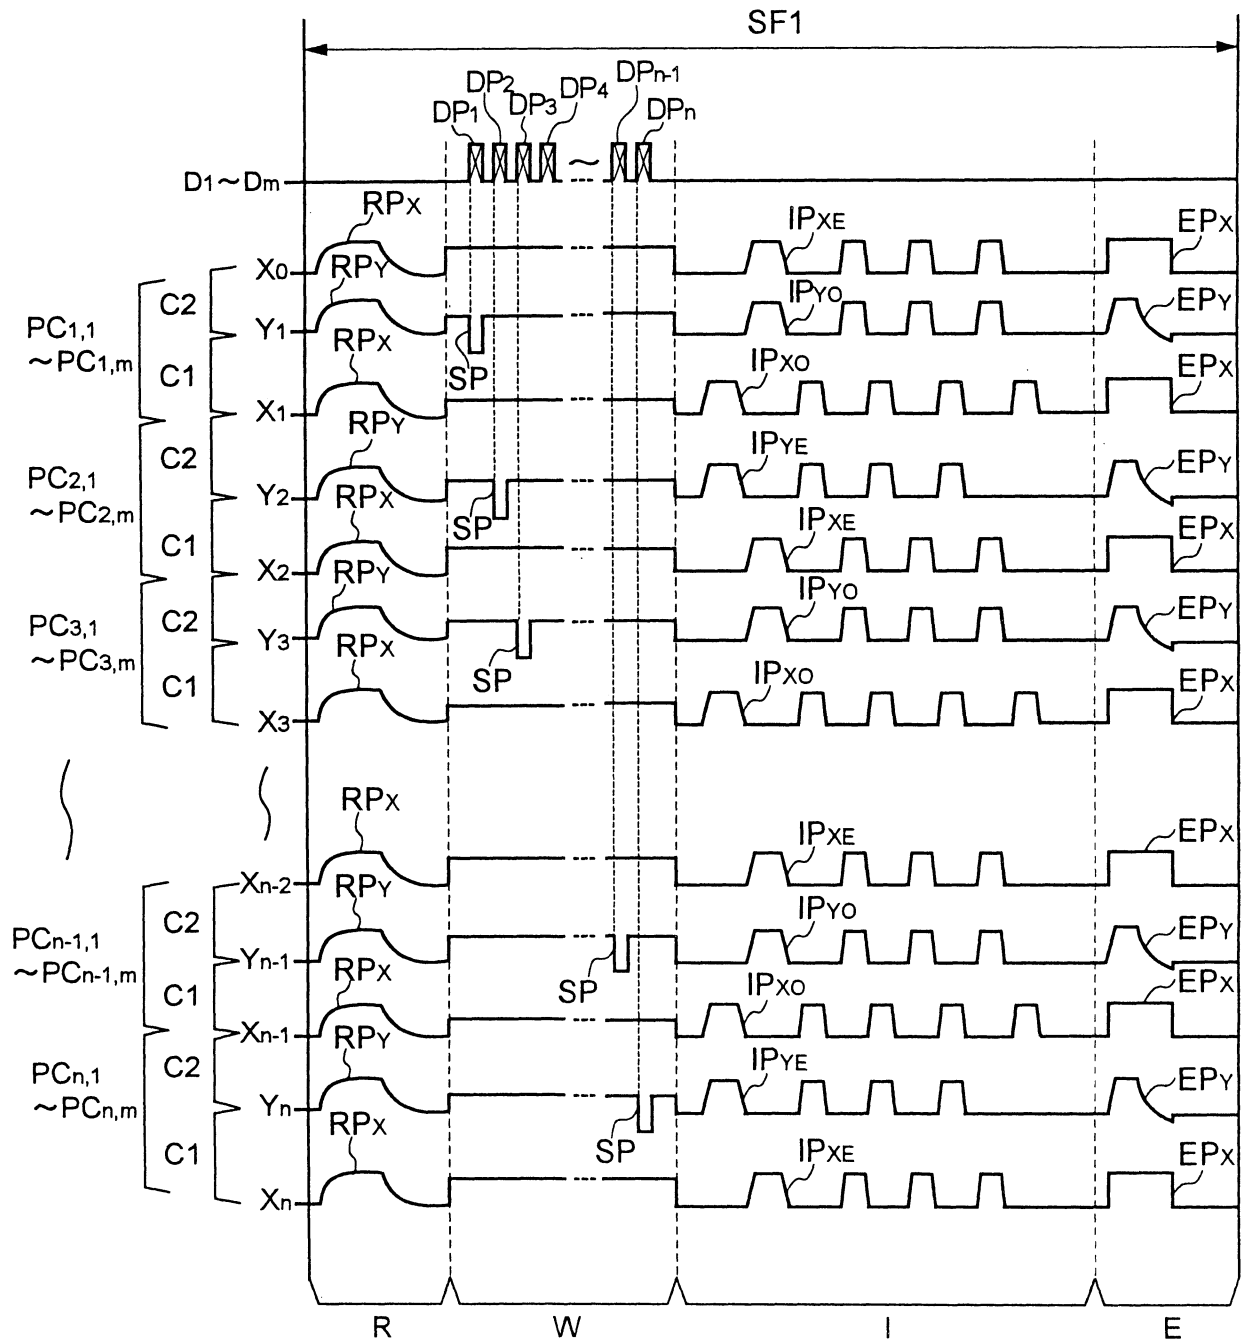 SF1
DP1 DP2 DP3 DP4 DPn-1 DPn
D1~Dm
RPX IPXE EPX
X0
PC1,1 ~PC1,m
C2
RPY IPYO EPY
Y1
SP
C1
RPX IPXO EPX
X1
PC2,1 ~PC2,m
C2
RPY IPYE EPY
Y2
SP
C1
RPX IPXE EPX
X2
PC3,1 ~PC3,m
C2
RPY IPYO EPY
Y3
SP
C1
RPX IPXO EPX
X3
RPX IPXE EPX
Xn-2
PCn-1,1 ~PCn-1,m
C2
RPY IPYO EPY
Yn-1
SP
C1
RPX IPXO EPX
Xn-1
PCn,1 ~PCn,m
C2
RPY IPYE EPY
Yn
SP
C1
RPX IPXE EPX
Xn
R W I E